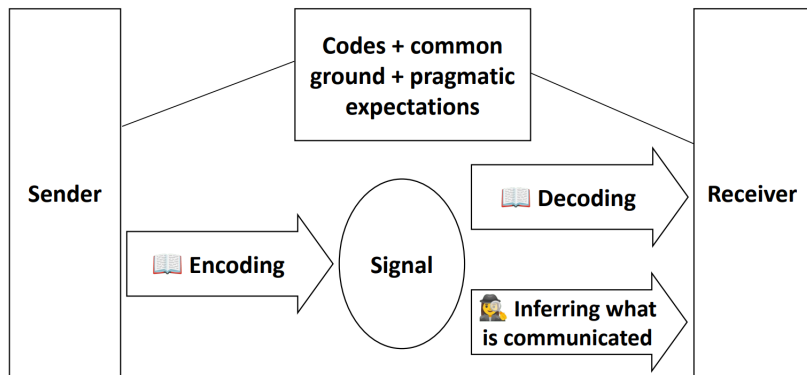 Codes + common
ground + pragmatic
expectations
Sender
Encoding
Signal
Decoding
Inferring what
is communicated
Receiver